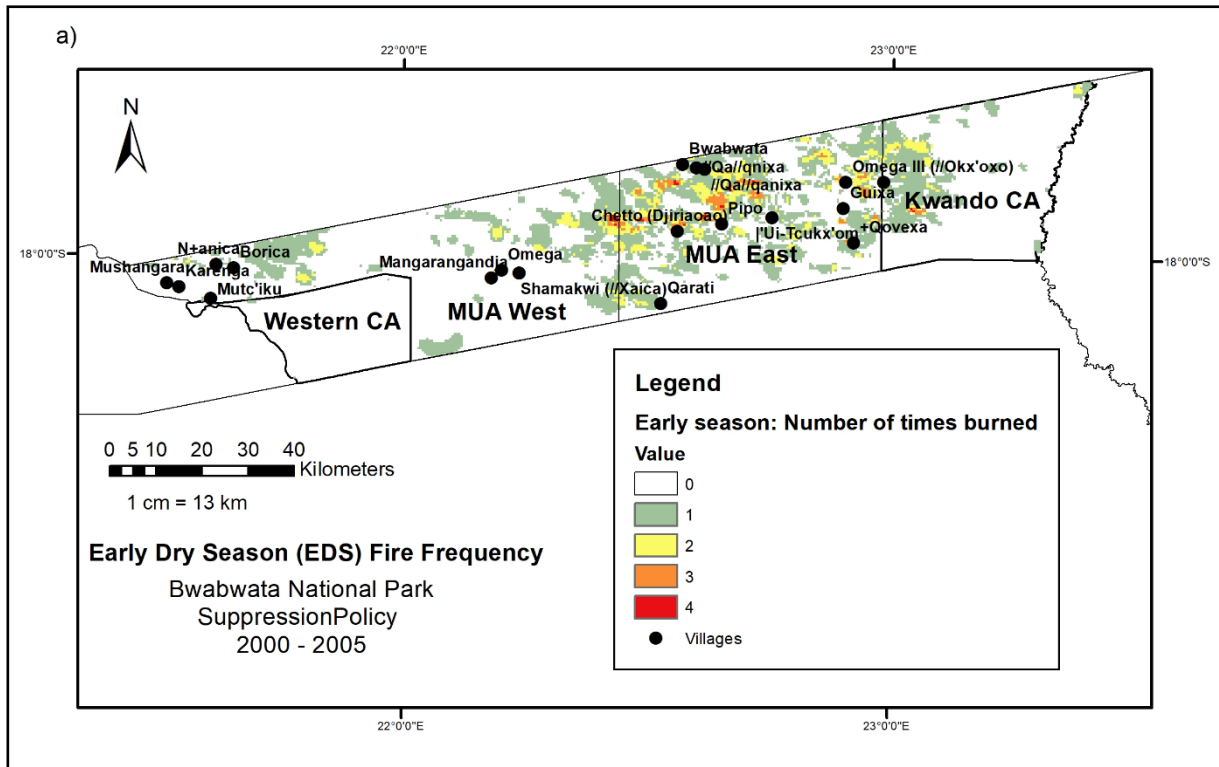 a)
22°0'0"E
23°0'0"E
N
18°0'0"S
18°0'0"S
Bwabwata
//Qa//qnixa
//Qa//qanixa
Omega III (//Okx'oxo)
Guixa
Kwando CA
Chetto (Djiriaoao)
Pipo
I'Ui-Tcukx'om
+Qovexa
MUA East
N+anica
Borica
Mushangara
Karenga
Mutc'iku
Mangarangandja
Omega
Shamakwi (//Xaica)
Qarati
Western CA
MUA West
0 5 10 20 30 40
Kilometers
1 cm = 13 km
Early Dry Season (EDS) Fire Frequency
Bwabwata National Park
SuppressionPolicy
2000 - 2005
Legend
Early season: Number of times burned
Value
0
1
2
3
4
Villages
22°0'0"E
23°0'0"E